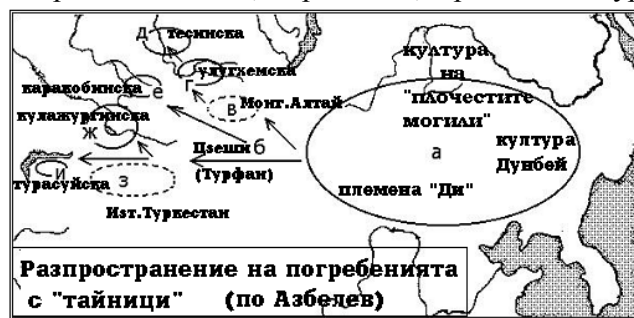 тесинска
д
улугхемска
г
каракобинска
е
кулажургинска
ж
в
Монг.Алтай
Цзеши б
(Турфан)
турасуйска
и
з
Изт.Туркестан
култура
на
"плочестите
могили"
култура
Дунбей
а
племена "Ди"
Разпространение на погребенията
с "тайници" (по Азбелев)